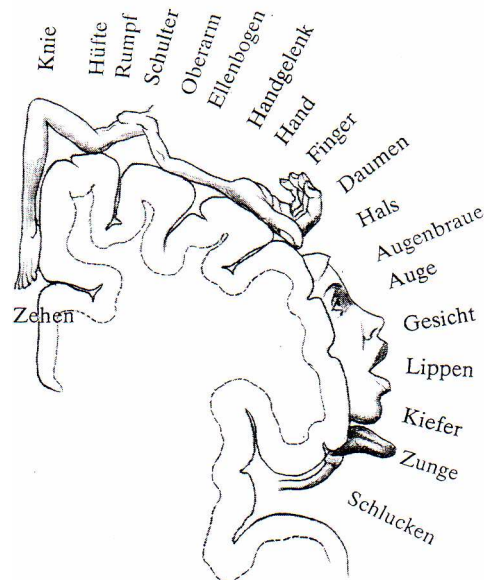 Knie
Hüfte
Rumpf
Schulter
Oberarm
Ellenbogen
Handgelenk
Hand
Finger
Daumen
Hals
Augenbraue
Auge
Gesicht
Lippen
Kiefer
Zunge
Schlucken
Zehen